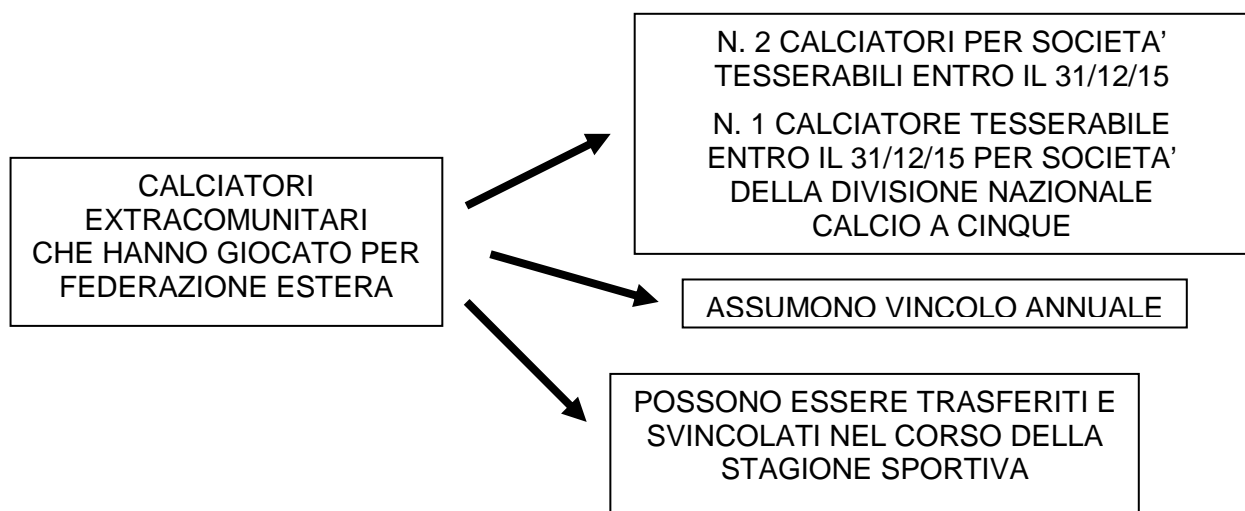 CALCIATORI
EXTRACOMUNITARI
CHE HANNO GIOCATO PER
FEDERAZIONE ESTERA
N. 2 CALCIATORI PER SOCIETA’
TESSERABILI ENTRO IL 31/12/15
N. 1 CALCIATORE TESSERABILE
ENTRO IL 31/12/15 PER SOCIETA’
DELLA DIVISIONE NAZIONALE
CALCIO A CINQUE
ASSUMONO VINCOLO ANNUALE
POSSONO ESSERE TRASFERITI E
SVINCOLATI NEL CORSO DELLA
STAGIONE SPORTIVA